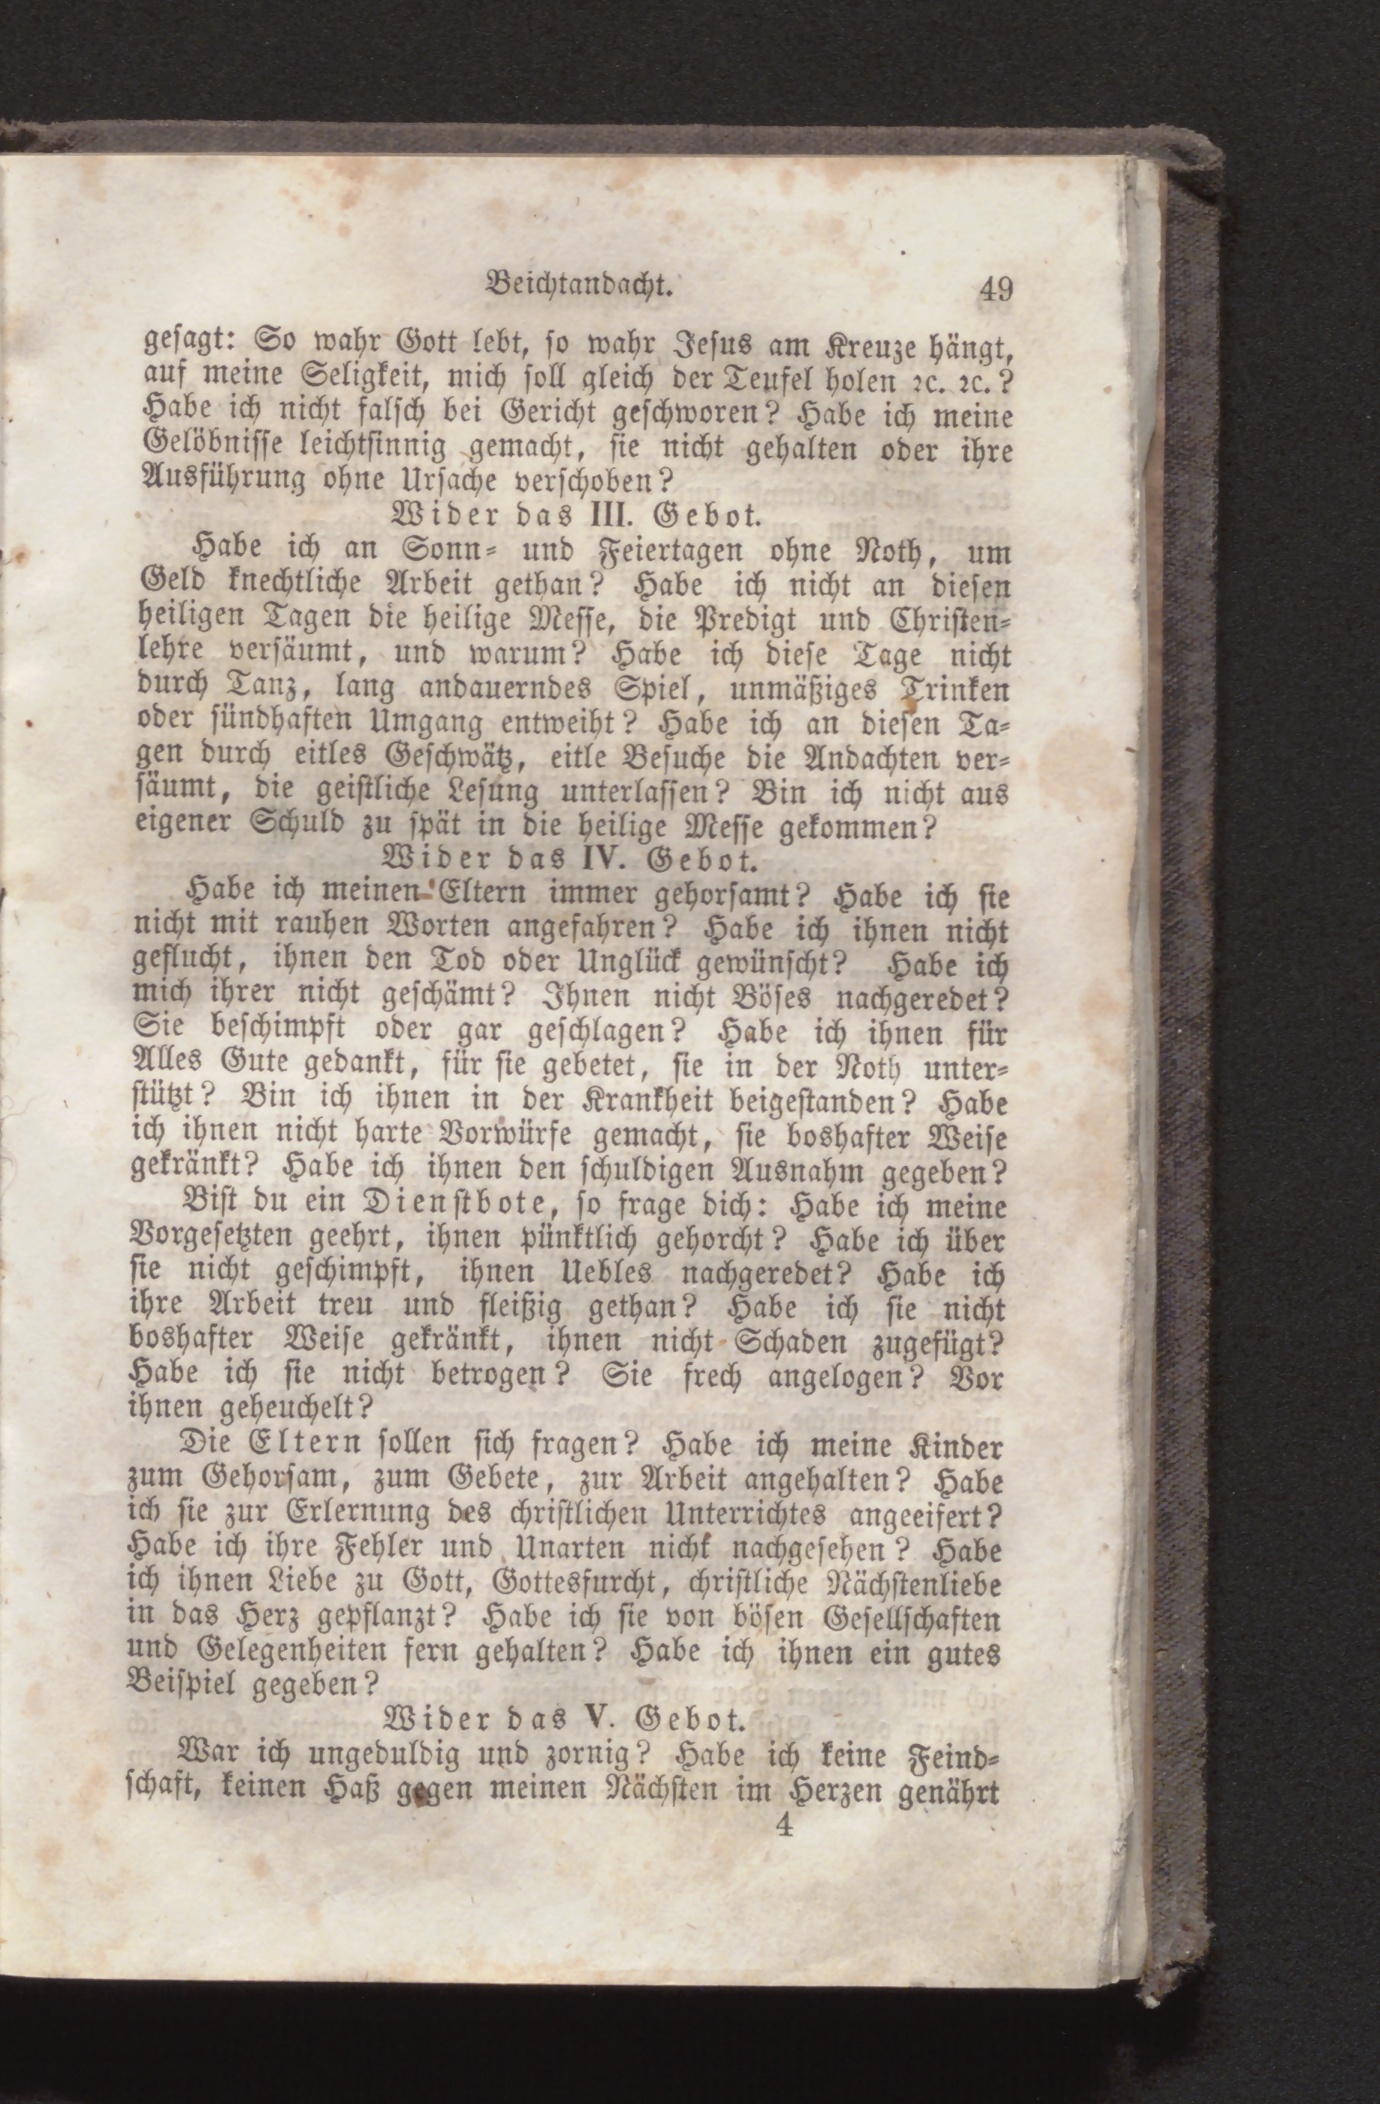 Beichtandacht. 49
gesagt: So wahr Gott lebt, so wahr Jesus am Kreuze hängt,
auf meine Seligkeit, mich soll gleich der Teufel holen ꝛc. ꝛc.?
Habe ich nicht falsch bei Gericht geschworen? Habe ich meine
Gelöbnisse leichtsinnig gemacht, sie nicht gehalten oder ihre
Ausführung ohne Ursache verschoben?
Wider das III. Gebot.
Habe ich an Sonn- und Feiertagen ohne Noth, um
Geld knechtliche Arbeit gethan? Habe ich nicht an diesen
heiligen Tagen die heilige Messe, die Predigt und Christen-
lehre versäumt, und warum? Habe ich diese Tage nicht
durch Tanz, lang andauerndes Spiel, unmäßiges Trinken
oder sündhaften Umgang entweiht? Habe ich an diesen Ta-
gen durch eitles Geschwätz, eitle Besuche die Andachten ver-
säumt, die geistliche Lesung unterlassen? Bin ich nicht aus
eigener Schuld zu spät in die heilige Messe gekommen?
Wider das IV. Gebot.
Habe ich meinen Eltern immer gehorsamt? Habe ich sie
nicht mit rauhen Worten angefahren? Habe ich ihnen nicht
geflucht, ihnen den Tod oder Unglück gewünscht? Habe ich
mich ihrer nicht geschämt? Ihnen nicht Böses nachgeredet?
Sie beschimpft oder gar geschlagen? Habe ich ihnen für
Alles Gute gedankt, für sie gebetet, sie in der Noth unter-
stützt? Bin ich ihnen in der Krankheit beigestanden? Habe
ich ihnen nicht harte Vorwürfe gemacht, sie boshafter Weise
gekränkt? Habe ich ihnen den schuldigen Ausnahm gegeben?
Bist du ein Dienstbote, so frage dich: Habe ich meine
Vorgesetzten geehrt, ihnen pünktlich gehorcht? Habe ich über
sie nicht geschimpft, ihnen Uebles nachgeredet? Habe ich
ihre Arbeit treu und fleißig gethan? Habe ich sie nicht
boshafter Weise gekränkt, ihnen nicht Schaden zugefügt?
Habe ich sie nicht betrogen? Sie frech angelogen? Vor
ihnen geheuchelt?
Die Eltern sollen sich fragen? Habe ich meine Kinder
zum Gehorsam, zum Gebete, zur Arbeit angehalten? Habe
ich sie zur Erlernung des christlichen Unterrichtes angeeifert?
Habe ich ihre Fehler und Unarten nicht nachgesehen? Habe
ich ihnen Liebe zu Gott, Gottesfurcht, christliche Nächstenliebe
in das Herz gepflanzt? Habe ich sie von bösen Gesellschaften
und Gelegenheiten fern gehalten? Habe ich ihnen ein gutes
Beispiel gegeben?
Wider das V. Gebot.
War ich ungeduldig und zornig? Habe ich keine Feind-
schaft, keinen Haß gegen meinen Nächsten im Herzen genährt
4